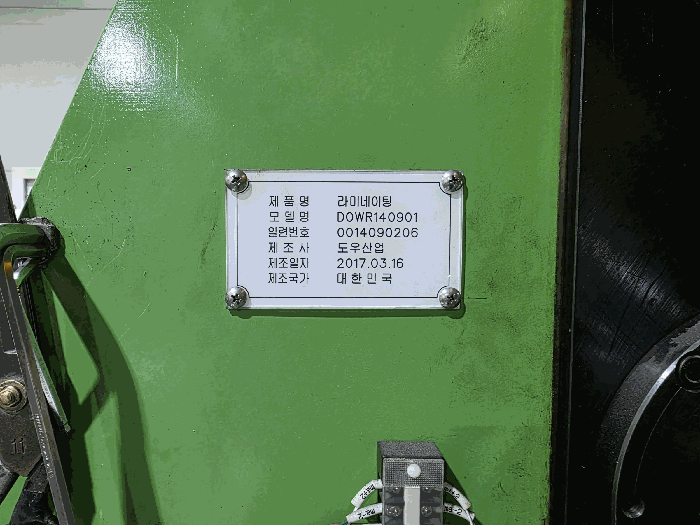 제 품 명 라미네이팅
모 델 명 DOWR140901
일련번호 0014090206
제 조 사 도우산업
제조일자 2017.03.16
제조국가 대 한 민 국